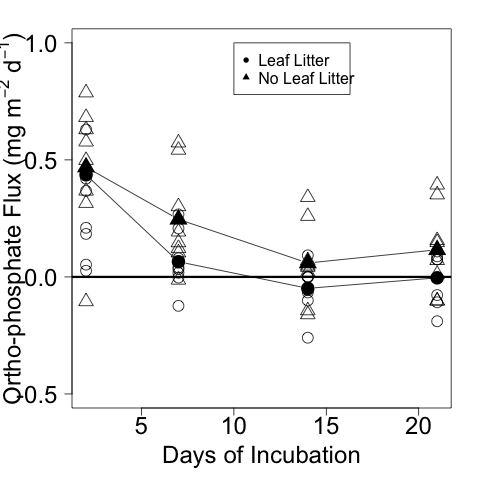 Ortho-phosphate Flux (mg m⁻² d⁻¹)
1.0
0.5
0.0
-0.5
Leaf Litter
No Leaf Litter
5 10 15 20
Days of Incubation